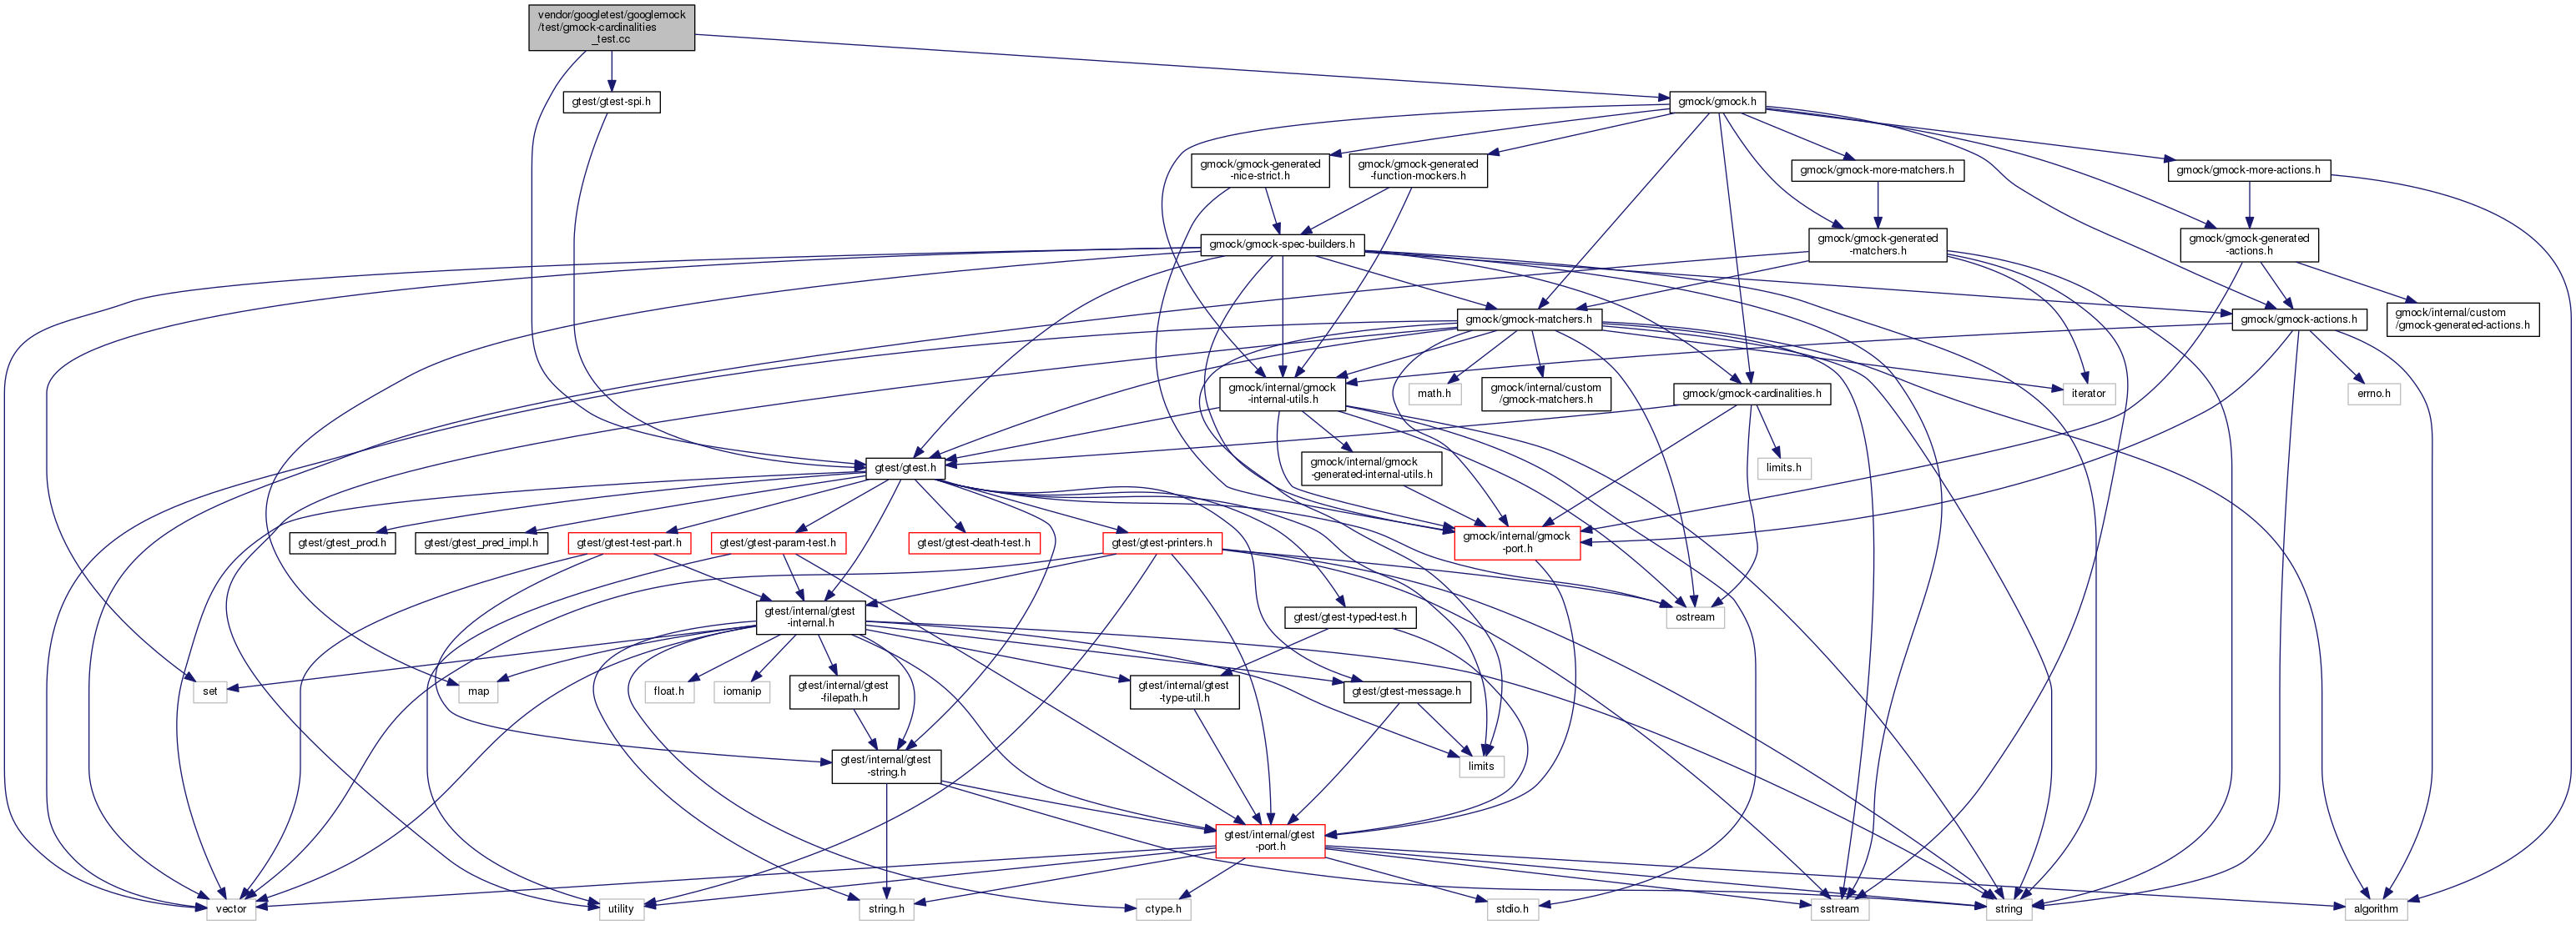 vendor/googletest/googlemock
/test/gmock-cardinalities
_test.cc
gtest/gtest-spi.h
gmock/gmock.h
gmock/gmock-generated
-nice-strict.h
gmock/gmock-generated
-function-mockers.h
gmock/gmock-more-matchers.h
gmock/gmock-more-actions.h
gmock/gmock-spec-builders.h
gmock/gmock-generated
-matchers.h
gmock/gmock-generated
-actions.h
gmock/gmock-matchers.h
gmock/gmock-actions.h
gmock/internal/custom
/gmock-generated-actions.h
gmock/internal/gmock
-internal-utils.h
math.h
gmock/internal/custom
/gmock-matchers.h
gmock/gmock-cardinalities.h
iterator
errno.h
gtest/gtest.h
gmock/internal/gmock
-generated-internal-utils.h
limits.h
gtest/gtest_prod.h
gtest/gtest_pred_impl.h
gtest/gtest-test-part.h
gtest/gtest-param-test.h
gtest/gtest-death-test.h
gtest/gtest-printers.h
gmock/internal/gmock
-port.h
gtest/internal/gtest
-internal.h
gtest/gtest-typed-test.h
ostream
set
map
float.h
iomanip
gtest/internal/gtest
-filepath.h
gtest/internal/gtest
-type-util.h
gtest/gtest-message.h
gtest/internal/gtest
-string.h
limits
gtest/internal/gtest
-port.h
vector
utility
string.h
ctype.h
stdio.h
sstream
string
algorithm